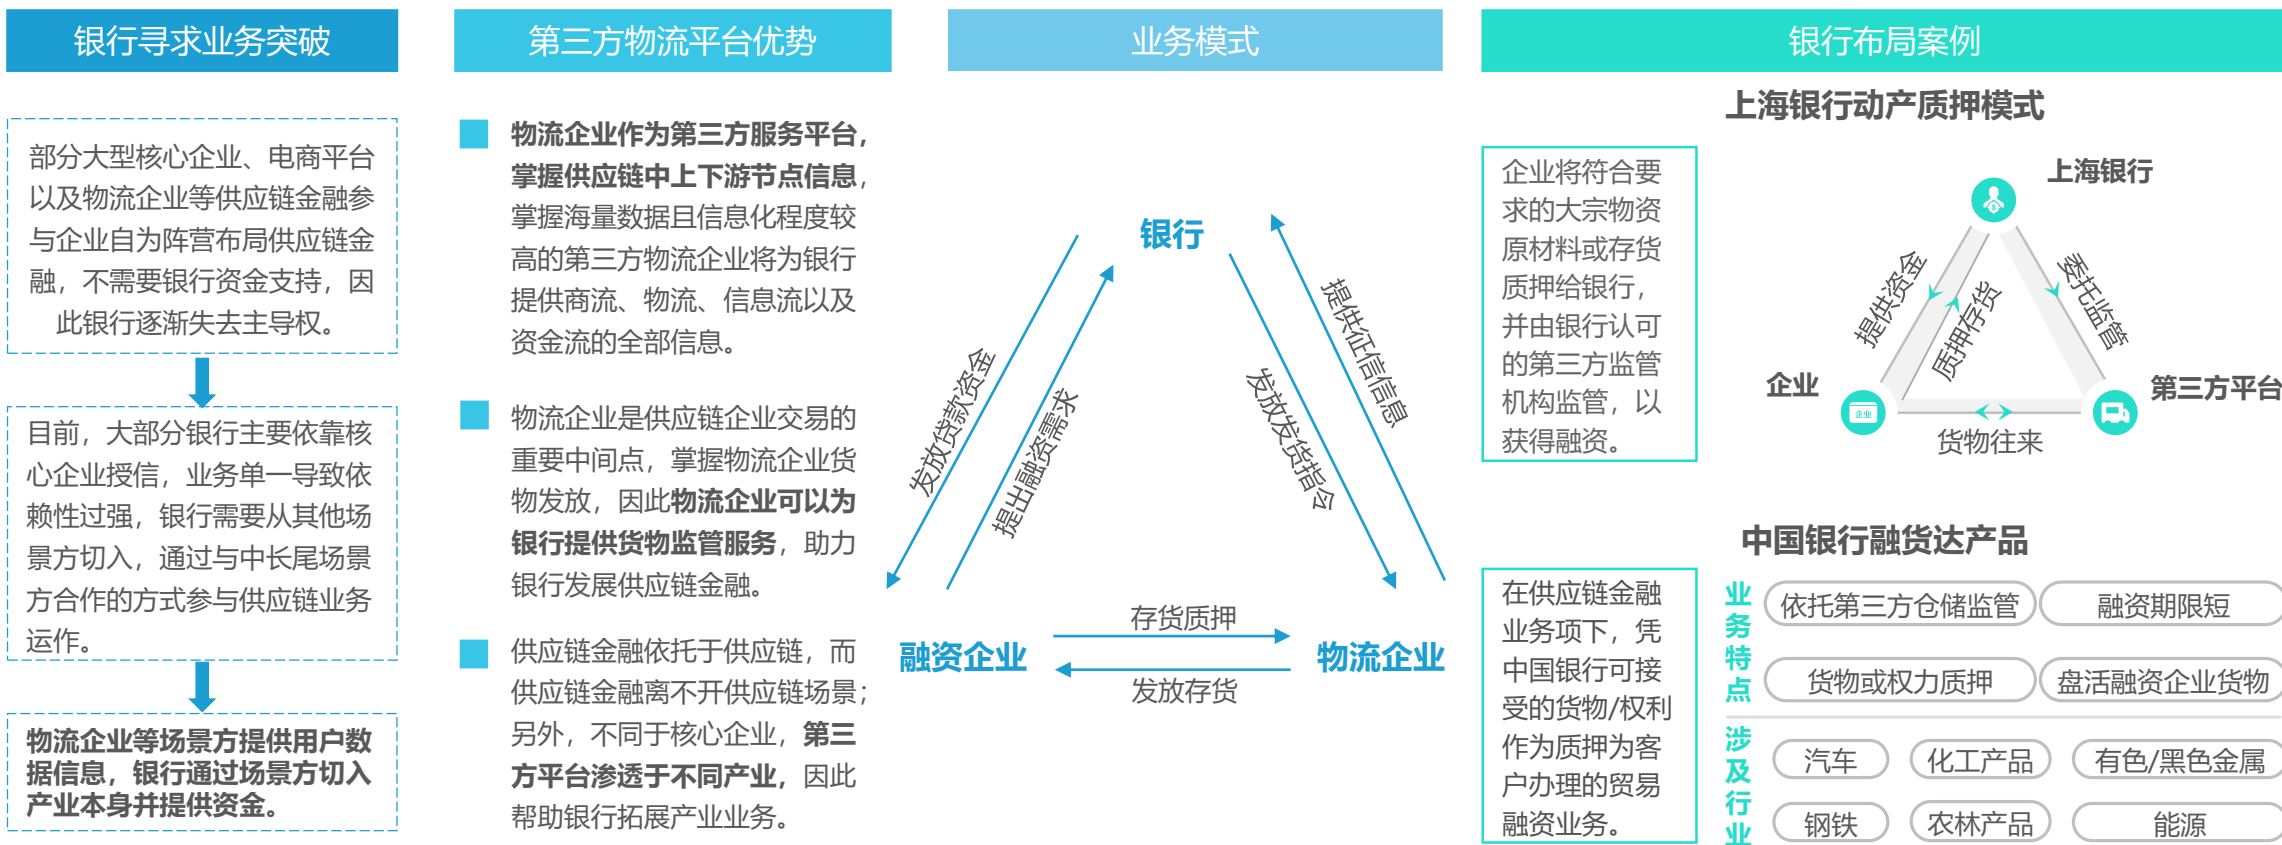 银行寻求业务突破
部分大型核心企业、电商平台
以及物流企业等供应链金融参
与企业自为阵营布局供应链金
融，不需要银行资金支持，因
此银行逐渐失去主导权。
目前，大部分银行主要依靠核
心企业授信，业务单一导致依
赖性过强，银行需要从其他场
景方切入，通过与中长尾场景
方合作的方式参与供应链业务
运作。
物流企业等场景方提供用户数
据信息，银行通过场景方切入
产业本身并提供资金。
第三方物流平台优势
物流企业作为第三方服务平台，
掌握供应链中上下游节点信息，
掌握海量数据且信息化程度较
高的第三方物流企业将为银行
提供商流、物流、信息流以及
资金流的全部信息。
物流企业是供应链企业交易的
重要中间点，掌握物流企业货
物发放，因此物流企业可以为
银行提供货物监管服务，助力
银行发展供应链金融。
供应链金融依托于供应链，而
供应链金融离不开供应链场景；
另外，不同于核心企业，第三
方平台渗透于不同产业，因此
帮助银行拓展产业业务。
业务模式
银行
发放贷款资金
提出融资需求
发放发货指令
提供征信信息
融资企业
存货质押
发放存货
物流企业
银行布局案例
上海银行动产质押模式
企业将符合要
求的大宗物资
原材料或存货
质押给银行，
并由银行认可
的第三方监管
机构监管，以
获得融资。
上海银行
提供资金
质押存货
委托监管
企业
企业
第三方平台
货物往来
中国银行融货达产品
在供应链金融
业务项下，凭
中国银行可接
受的货物/权利
作为质押为客
户办理的贸易
融资业务。
业务特点
依托第三方仓储监管
融资期限短
货物或权力质押
盘活融资企业货物
涉及行业
汽车
化工产品
有色/黑色金属
钢铁
农林产品
能源